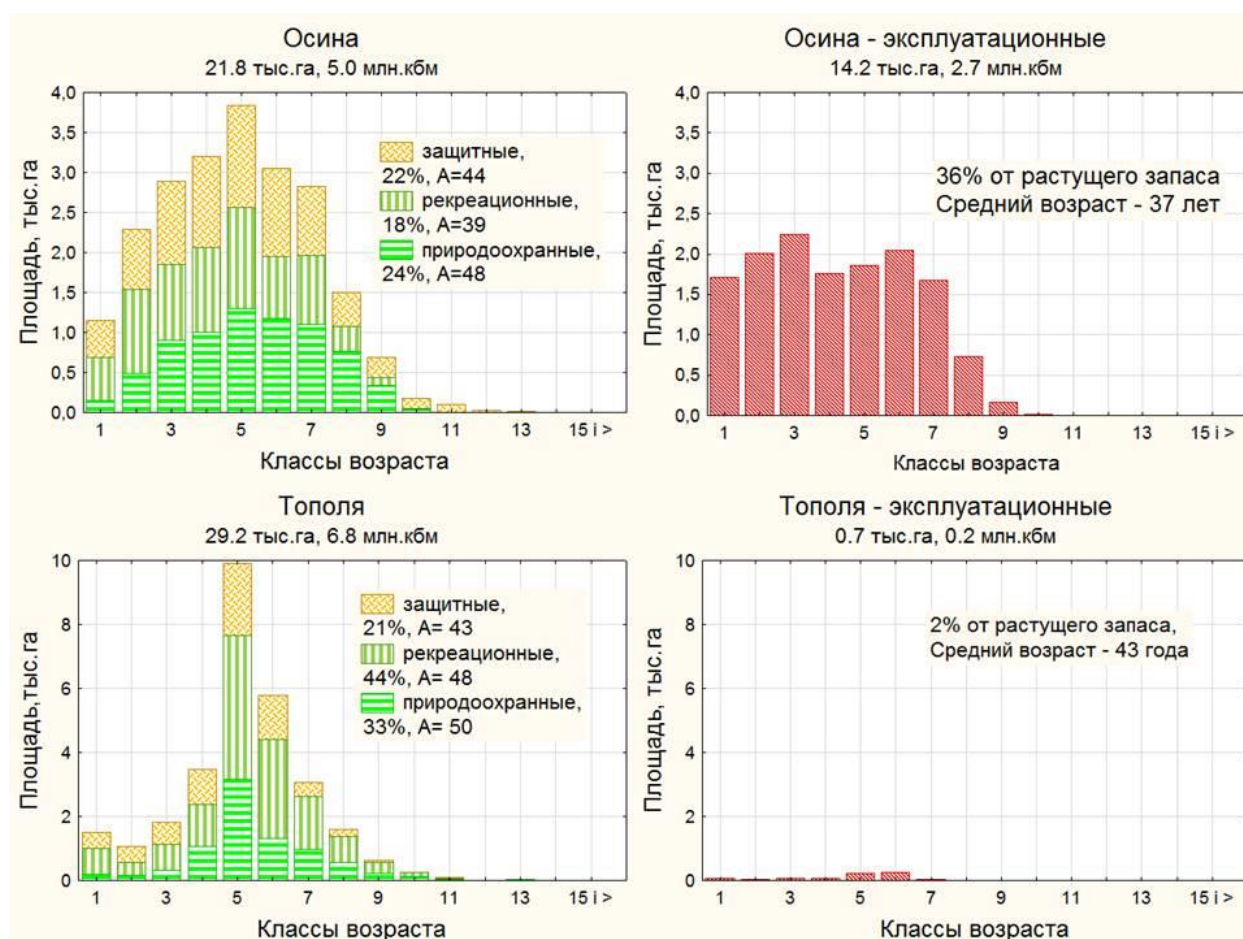 Осина
21.8 тыс.га, 5.0 млн.кбм
Площадь, тыс.га
4,0
3,5
3,0
2,5
2,0
1,5
1,0
0,5
0,0
защитные,
22%, A=44
рекреационные,
18%, A=39
природоохранные,
24%, A=48
1 3 5 7 9 11 13 15 i >
Классы возраста
Осина - эксплуатационные
14.2 тыс.га, 2.7 млн.кбм
Площадь, тыс.га
4,0
3,5
3,0
2,5
2,0
1,5
1,0
0,5
0,0
36% от растущего запаса
Средний возраст - 37 лет
1 3 5 7 9 11 13 15 i >
Классы возраста
Тополя
29.2 тыс.га, 6.8 млн.кбм
Площадь,тыс.га
10
8
6
4
2
0
защитные,
21%, A= 43
рекреационные,
44%, A= 48
природоохранные,
33%, A= 50
1 3 5 7 9 11 13 15 i >
Классы возраста
Тополя - эксплуатационные
0.7 тыс.га, 0.2 млн.кбм
Площадь, тыс.га
10
8
6
4
2
0
2% от растущего запаса,
Средний возраст - 43 года
1 3 5 7 9 11 13 15 i >
Классы возраста